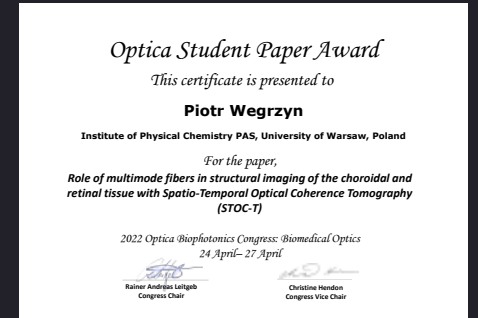 Optica Student Paper Award
This certificate is presented to
Piotr Wegrzyn
Institute of Physical Chemistry PAS, University of Warsaw, Poland
For the paper,
Role of multimode fibers in structural imaging of the choroidal and
retinal tissue with Spatio-Temporal Optical Coherence Tomography
(STOC-T)
2022 Optica Biophotonics Congress: Biomedical Optics
24 April– 27 April
Rainer Andreas Leitgeb
Congress Chair
Christine Hendon
Congress Vice Chair